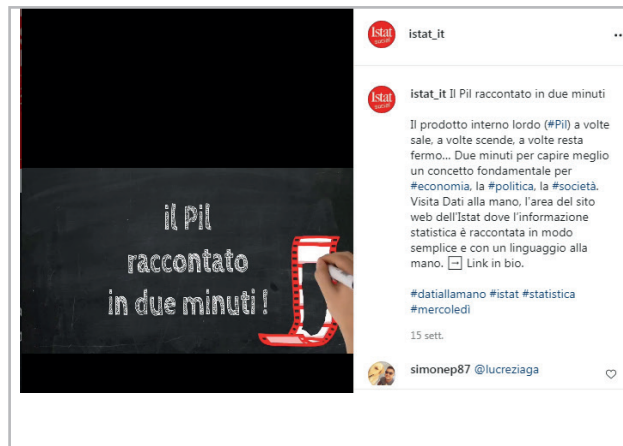 Istat
istat_it
il Pil
raccontato
in due minuti !
Istat
istat_it Il Pil raccontato in due minuti
Il prodotto interno lordo (#Pil) a volte
sale, a volte scende, a volte resta
fermo... Due minuti per capire meglio
un concetto fondamentale per
#economia, la #politica, la #società.
Visita Dati alla mano, l'area del sito
web dell'Istat dove l'informazione
statistica è raccontata in modo
semplice e con un linguaggio alla
mano. → Link in bio.
#datiallamano #istat #statistica
#mercoledì
15 sett.
simonep87 @lucreziaga